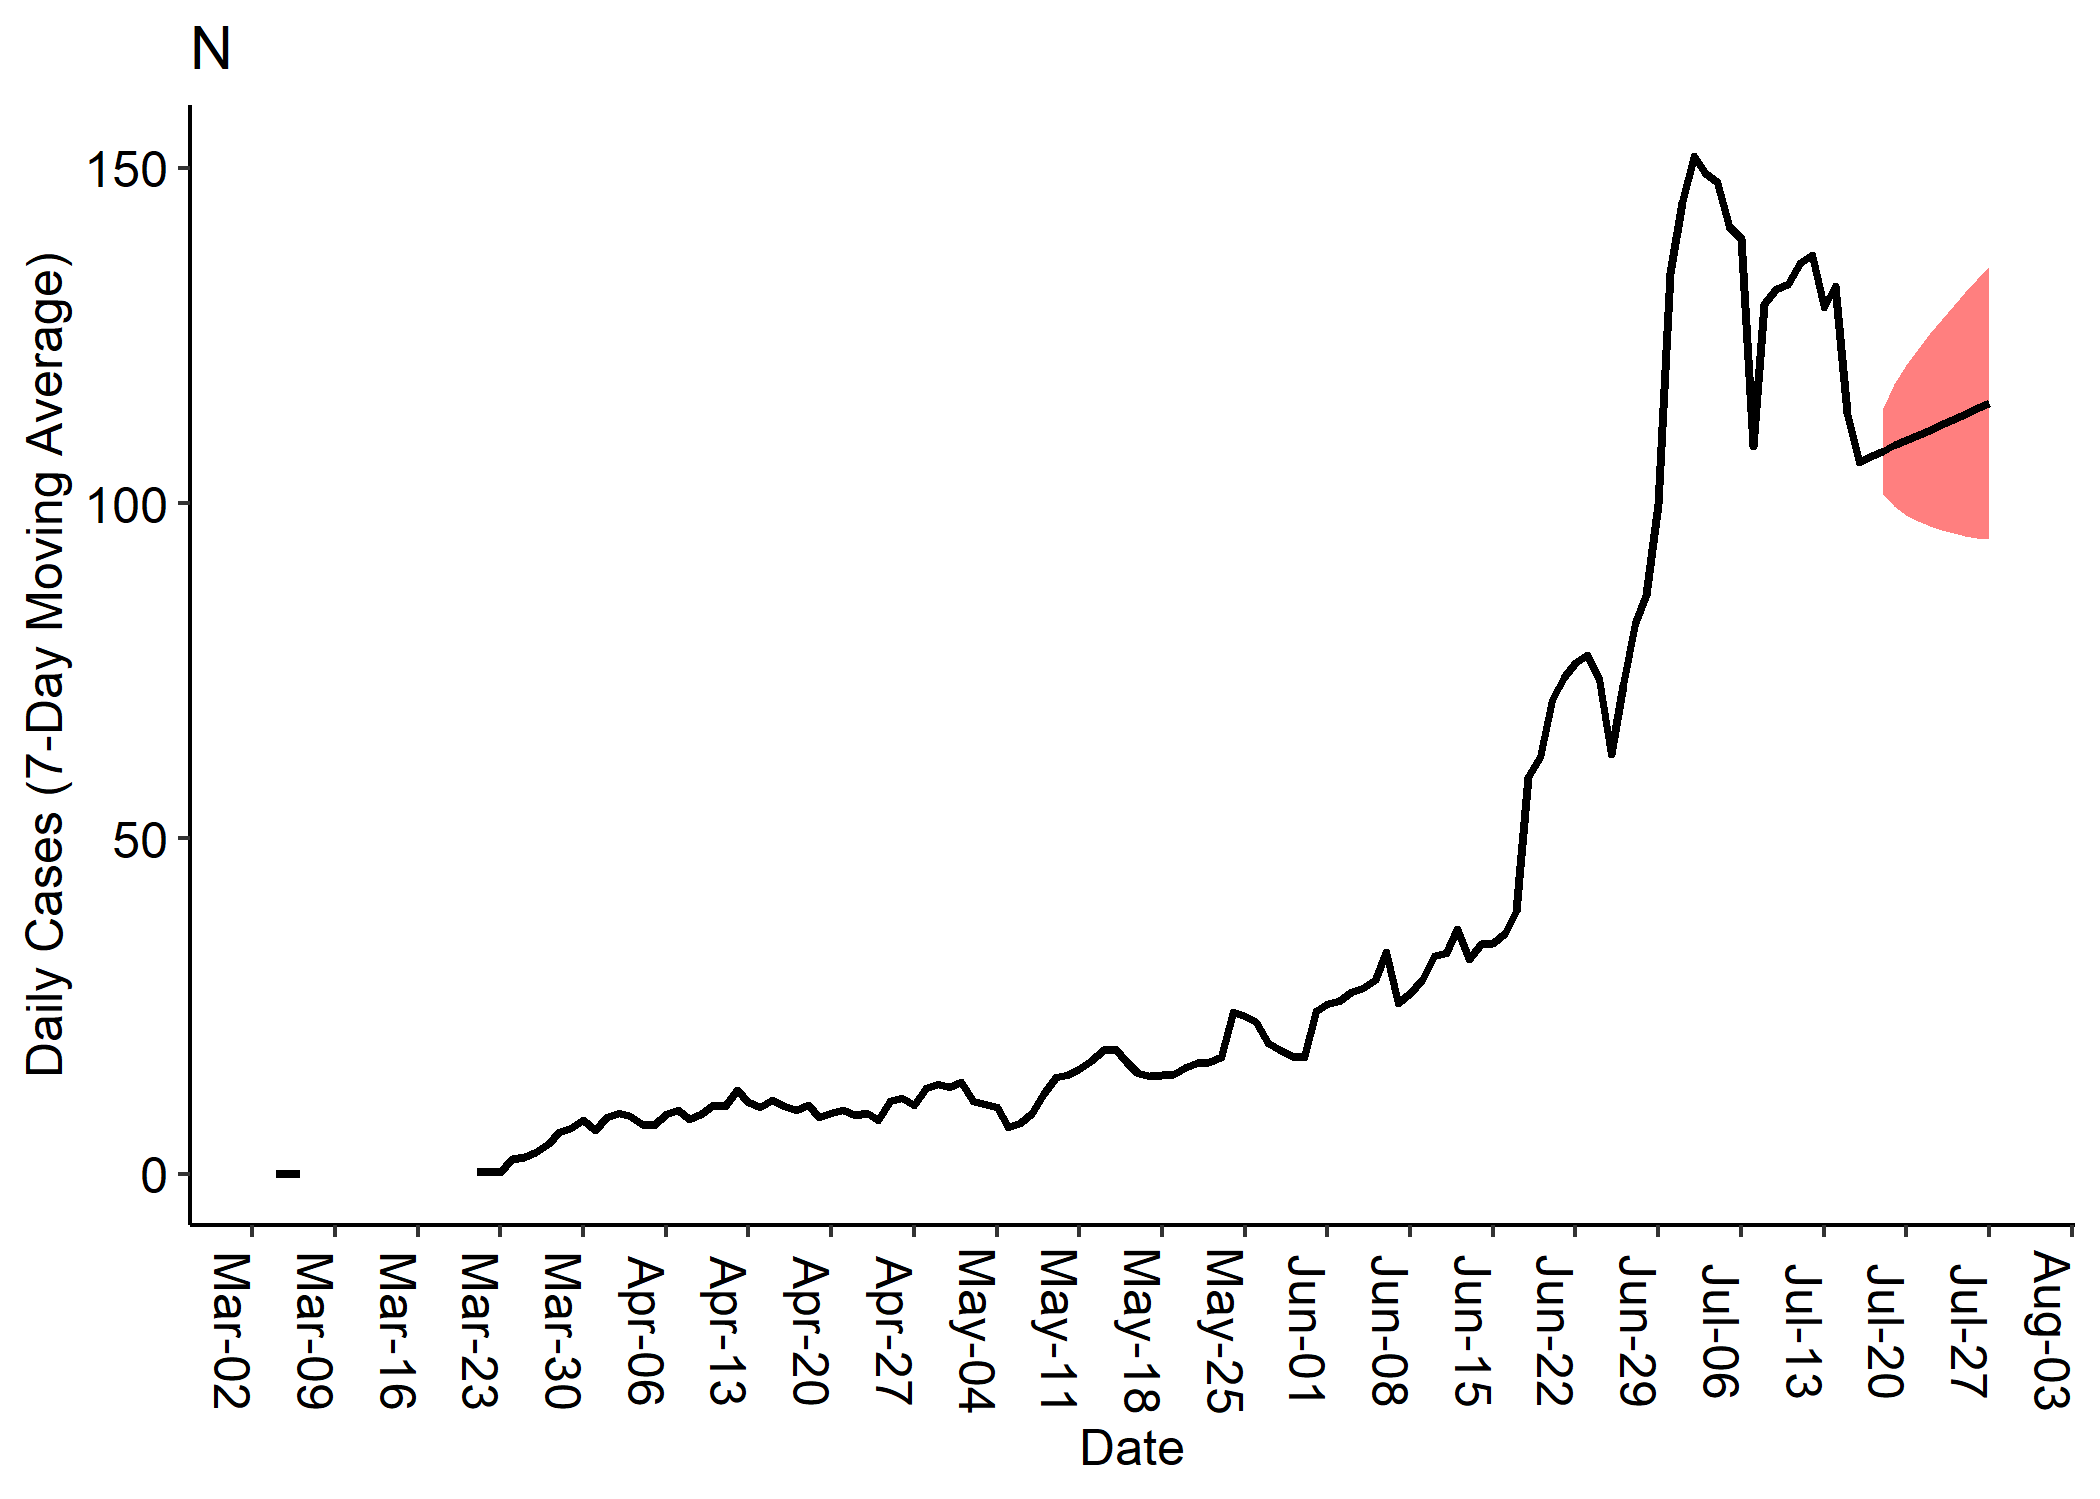 N
Daily Cases (7-Day Moving Average)
150
100
50
0
Mar-02
Mar-09
Mar-16
Mar-23
Mar-30
Apr-06
Apr-13
Apr-20
Apr-27
May-04
May-11
May-18
May-25
Jun-01
Jun-08
Jun-15
Jun-22
Jun-29
Jul-06
Jul-13
Jul-20
Jul-27
Aug-03
Date